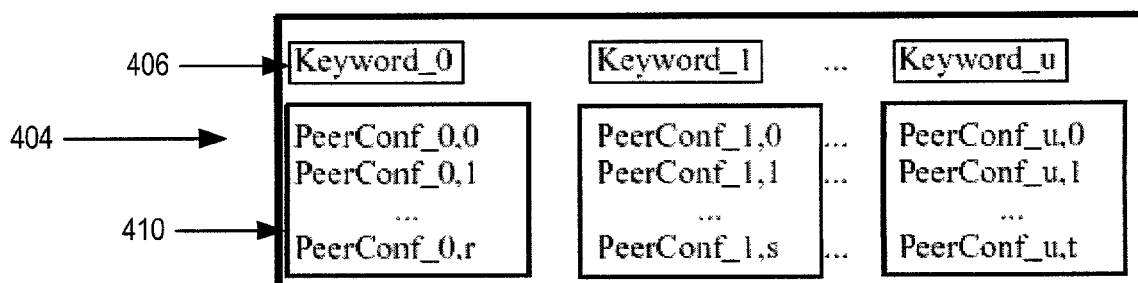 406 Keyword_0 Keyword_1 ... Keyword_u
404 PeerConf_0,0 PeerConf_1,0 ... PeerConf_u,0
PeerConf_0,1 PeerConf_1,1 ... PeerConf_u,1
... ... ...
410 PeerConf_0,r PeerConf_1,s ... PeerConf_u,t